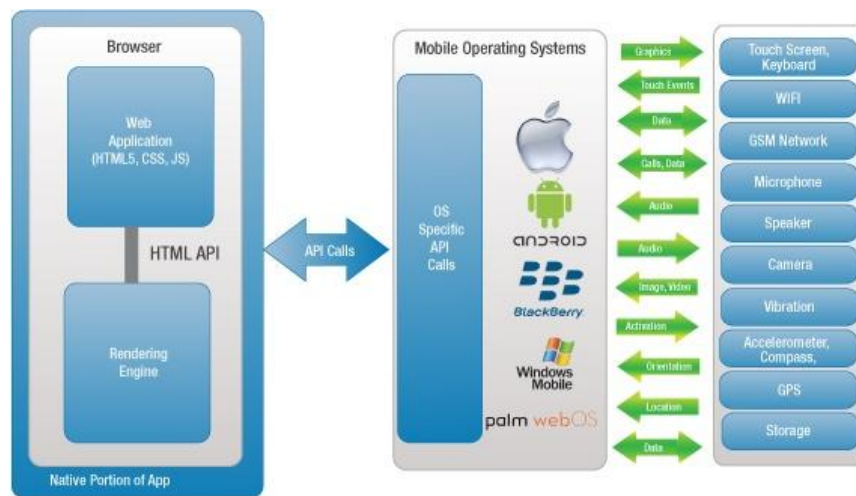 Browser
Web
Application
(HTML5, CSS, JS)
HTML API
Rendering
Engine
Native Portion of App
API Calls
Mobile Operating Systems
OS
Specific
API
Calls
ANDROID
BlackBerry
Windows
Mobile
palm webOS
Graphics
Touch Events
Data
Calls, Data
Audio
Audio
Image, Video
Activation
Orientation
Location
Data
Touch Screen,
Keyboard
WIFI
GSM Network
Microphone
Speaker
Camera
Vibration
Accelerometer,
Compass,
GPS
Storage